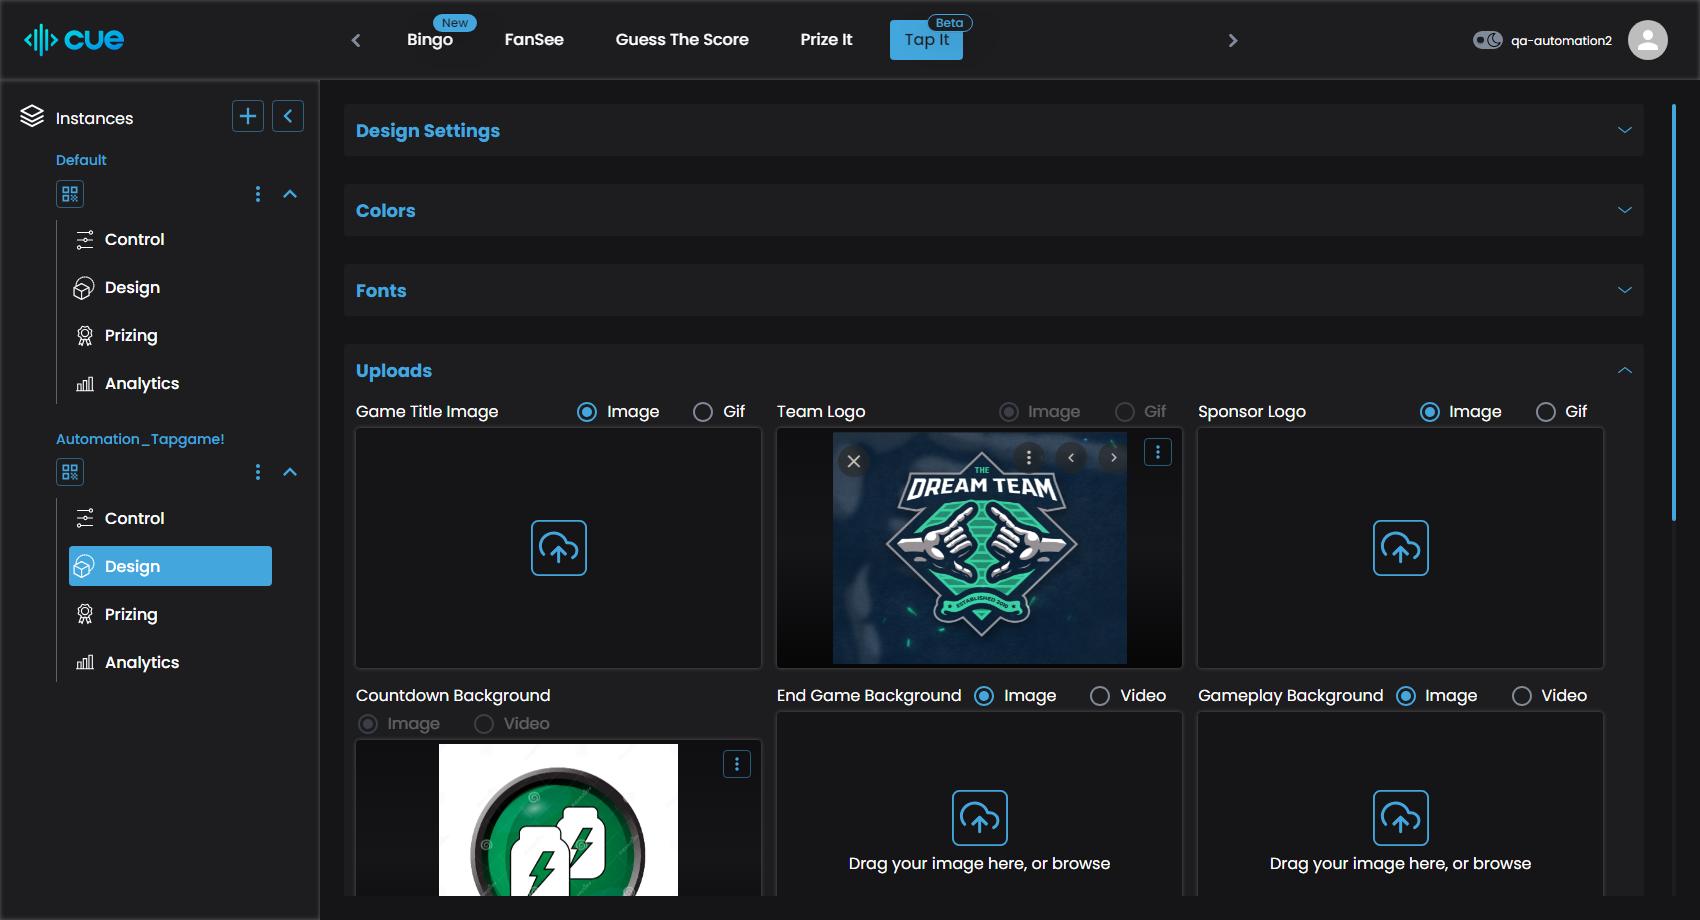 cue
Bingo
New
FanSee
Guess The Score
Prize It
Tap It
Beta
qa-automation2
Instances
Default
Control
Design
Prizing
Analytics
Automation_Tapgame!
Control
Design
Prizing
Analytics
Design Settings
Colors
Fonts
Uploads
Game Title Image
Image
Gif
Team Logo
Image
Gif
Sponsor Logo
Image
Gif
THE
DREAM TEAM
ESTABLISHED 2019
Countdown Background
Image
Video
End Game Background
Image
Video
Gameplay Background
Image
Video
Drag your image here, or browse
Drag your image here, or browse